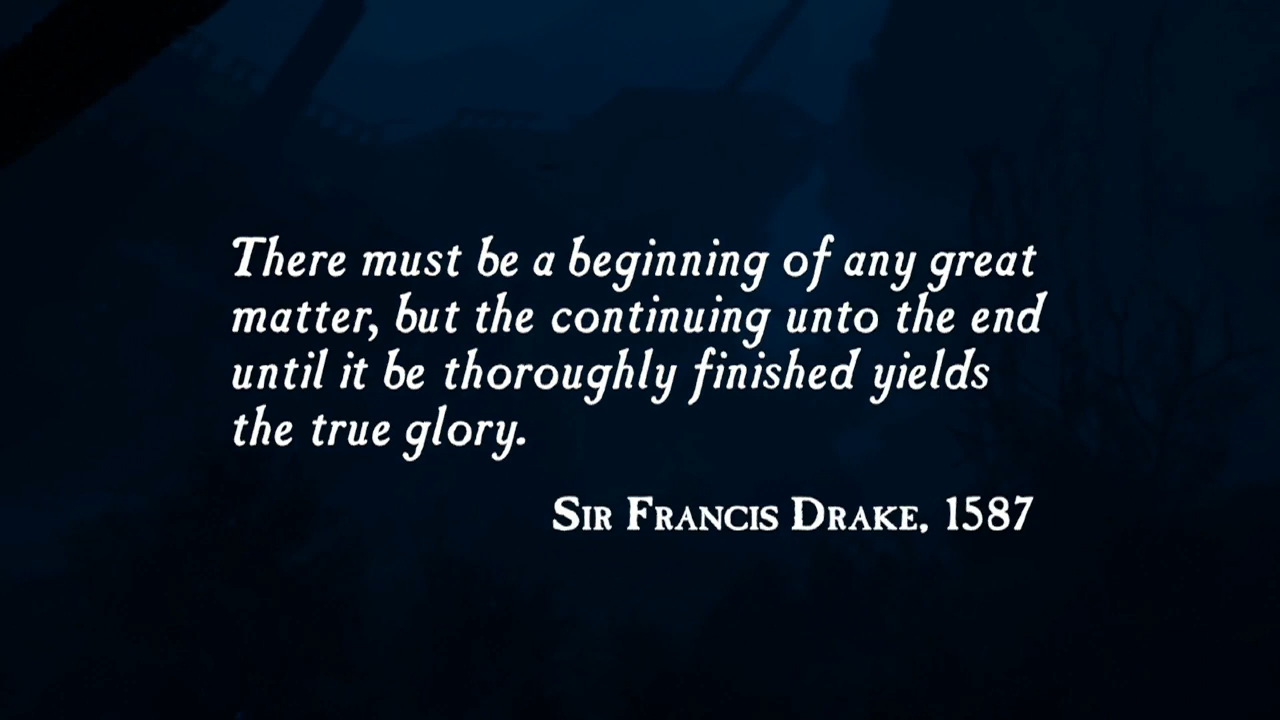 There must be a beginning of any great
matter, but the continuing unto the end
until it be thoroughly finished yields
the true glory.
Sir Francis Drake, 1587